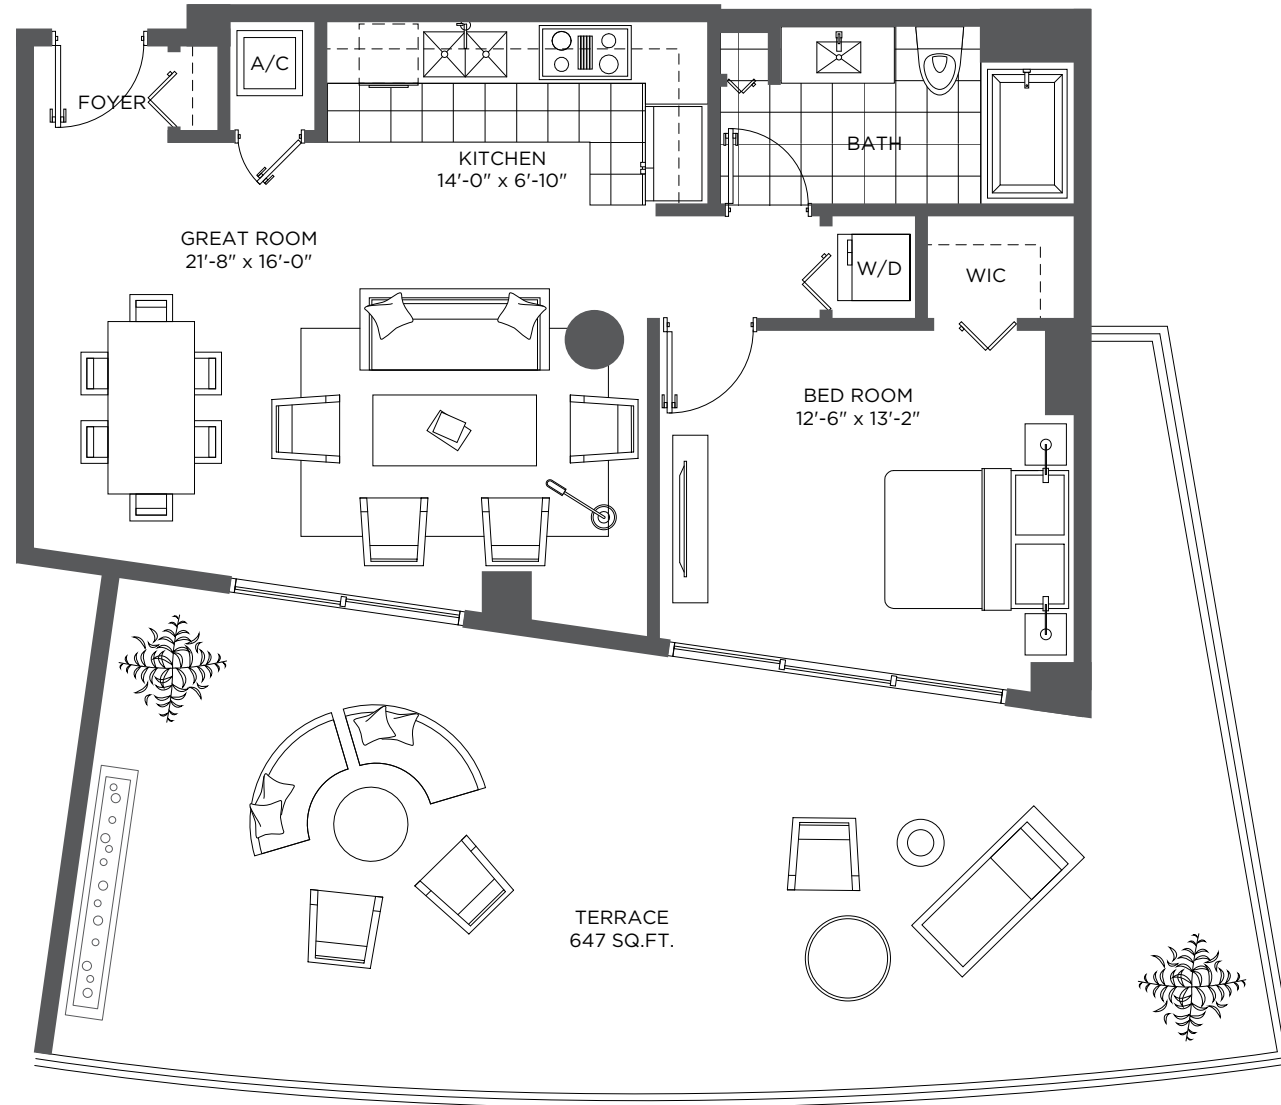 A/C
FOYER
KITCHEN
14'-0" x 6'-10"
BATH
GREAT ROOM
21'-8" x 16'-0"
W/D
WIC
BED ROOM
12'-6" x 13'-2"
TERRACE
647 SQ.FT.